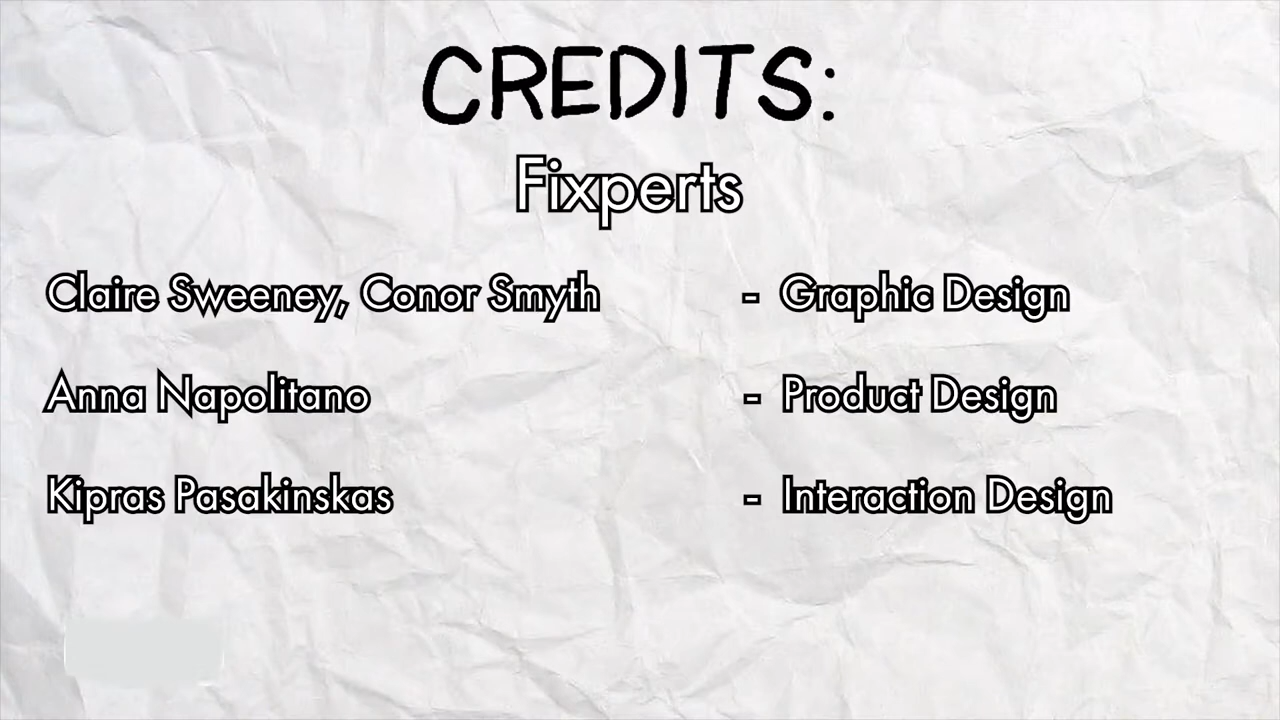 CREDITS:
Fixperts
Claire Sweeney, Conor Smyth - Graphic Design
Anna Napolitano - Product Design
Kipras Pasakinskas - Interaction Design